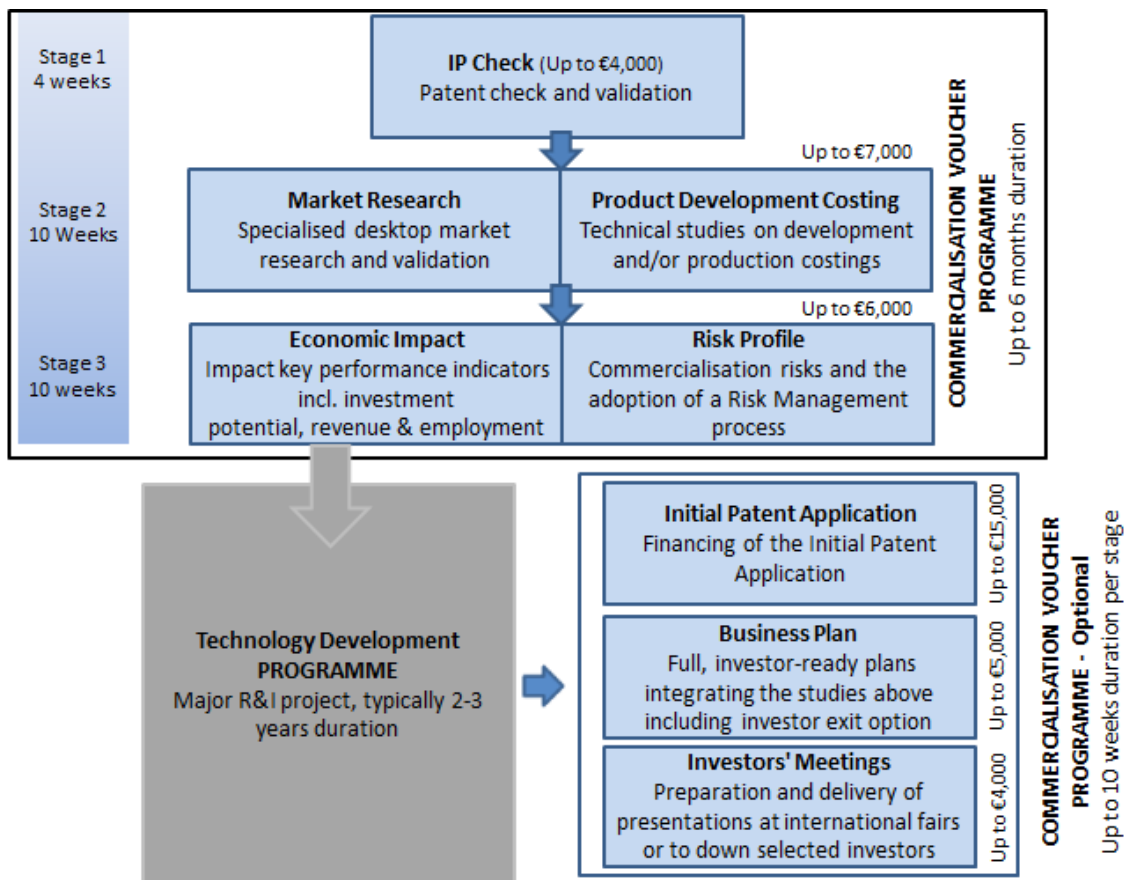 Stage 1
4 weeks
IP Check (Up to €4,000)
Patent check and validation
Up to €7,000
Stage 2
10 Weeks
Market Research
Specialised desktop market
research and validation
Product Development Costing
Technical studies on development
and/or production costings
Up to €6,000
Stage 3
10 weeks
Economic Impact
Impact key performance indicators
incl. investment
potential, revenue & employment
Risk Profile
Commercialisation risks and the
adoption of a Risk Management
process
COMMERCIALISATION VOUCHER
PROGRAMME
Up to 6 months duration
Technology Development
PROGRAMME
Major R&I project, typically 2-3
years duration
Initial Patent Application
Financing of the Initial Patent
Application
Up to €15,000
Business Plan
Full, investor-ready plans
integrating the studies above
including investor exit option
Up to €5,000
Investors' Meetings
Preparation and delivery of
presentations at international fairs
or to down selected investors
Up to €4,000
COMMERCIALISATION VOUCHER
PROGRAMME - Optional
Up to 10 weeks duration per stage